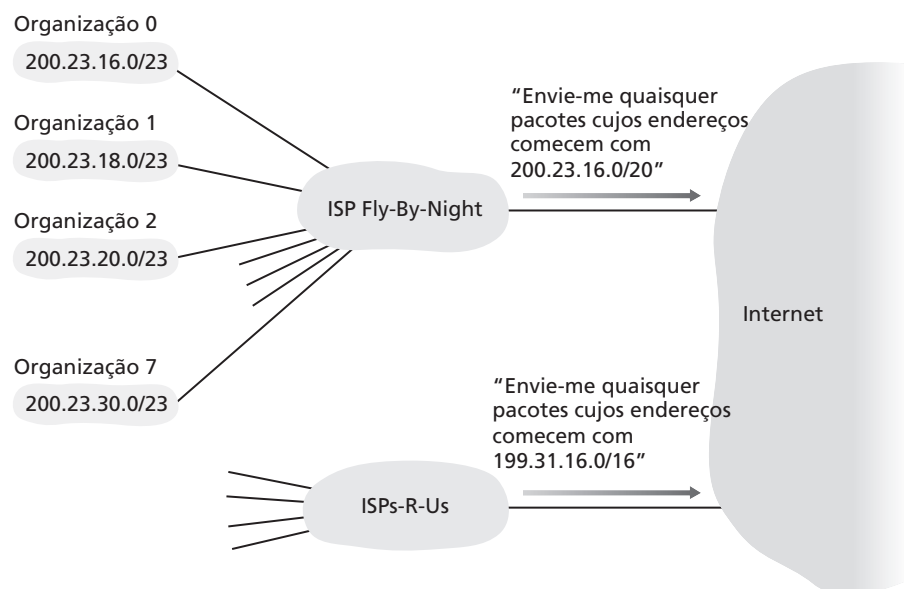 Organização 0
200.23.16.0/23
Organização 1
200.23.18.0/23
Organização 2
200.23.20.0/23
Organização 7
200.23.30.0/23
ISP Fly-By-Night
“Envie-me quaisquer
pacotes cujos endereços
comecem com
200.23.16.0/20”
Internet
“Envie-me quaisquer
pacotes cujos endereços
comecem com
199.31.16.0/16”
ISPs-R-Us